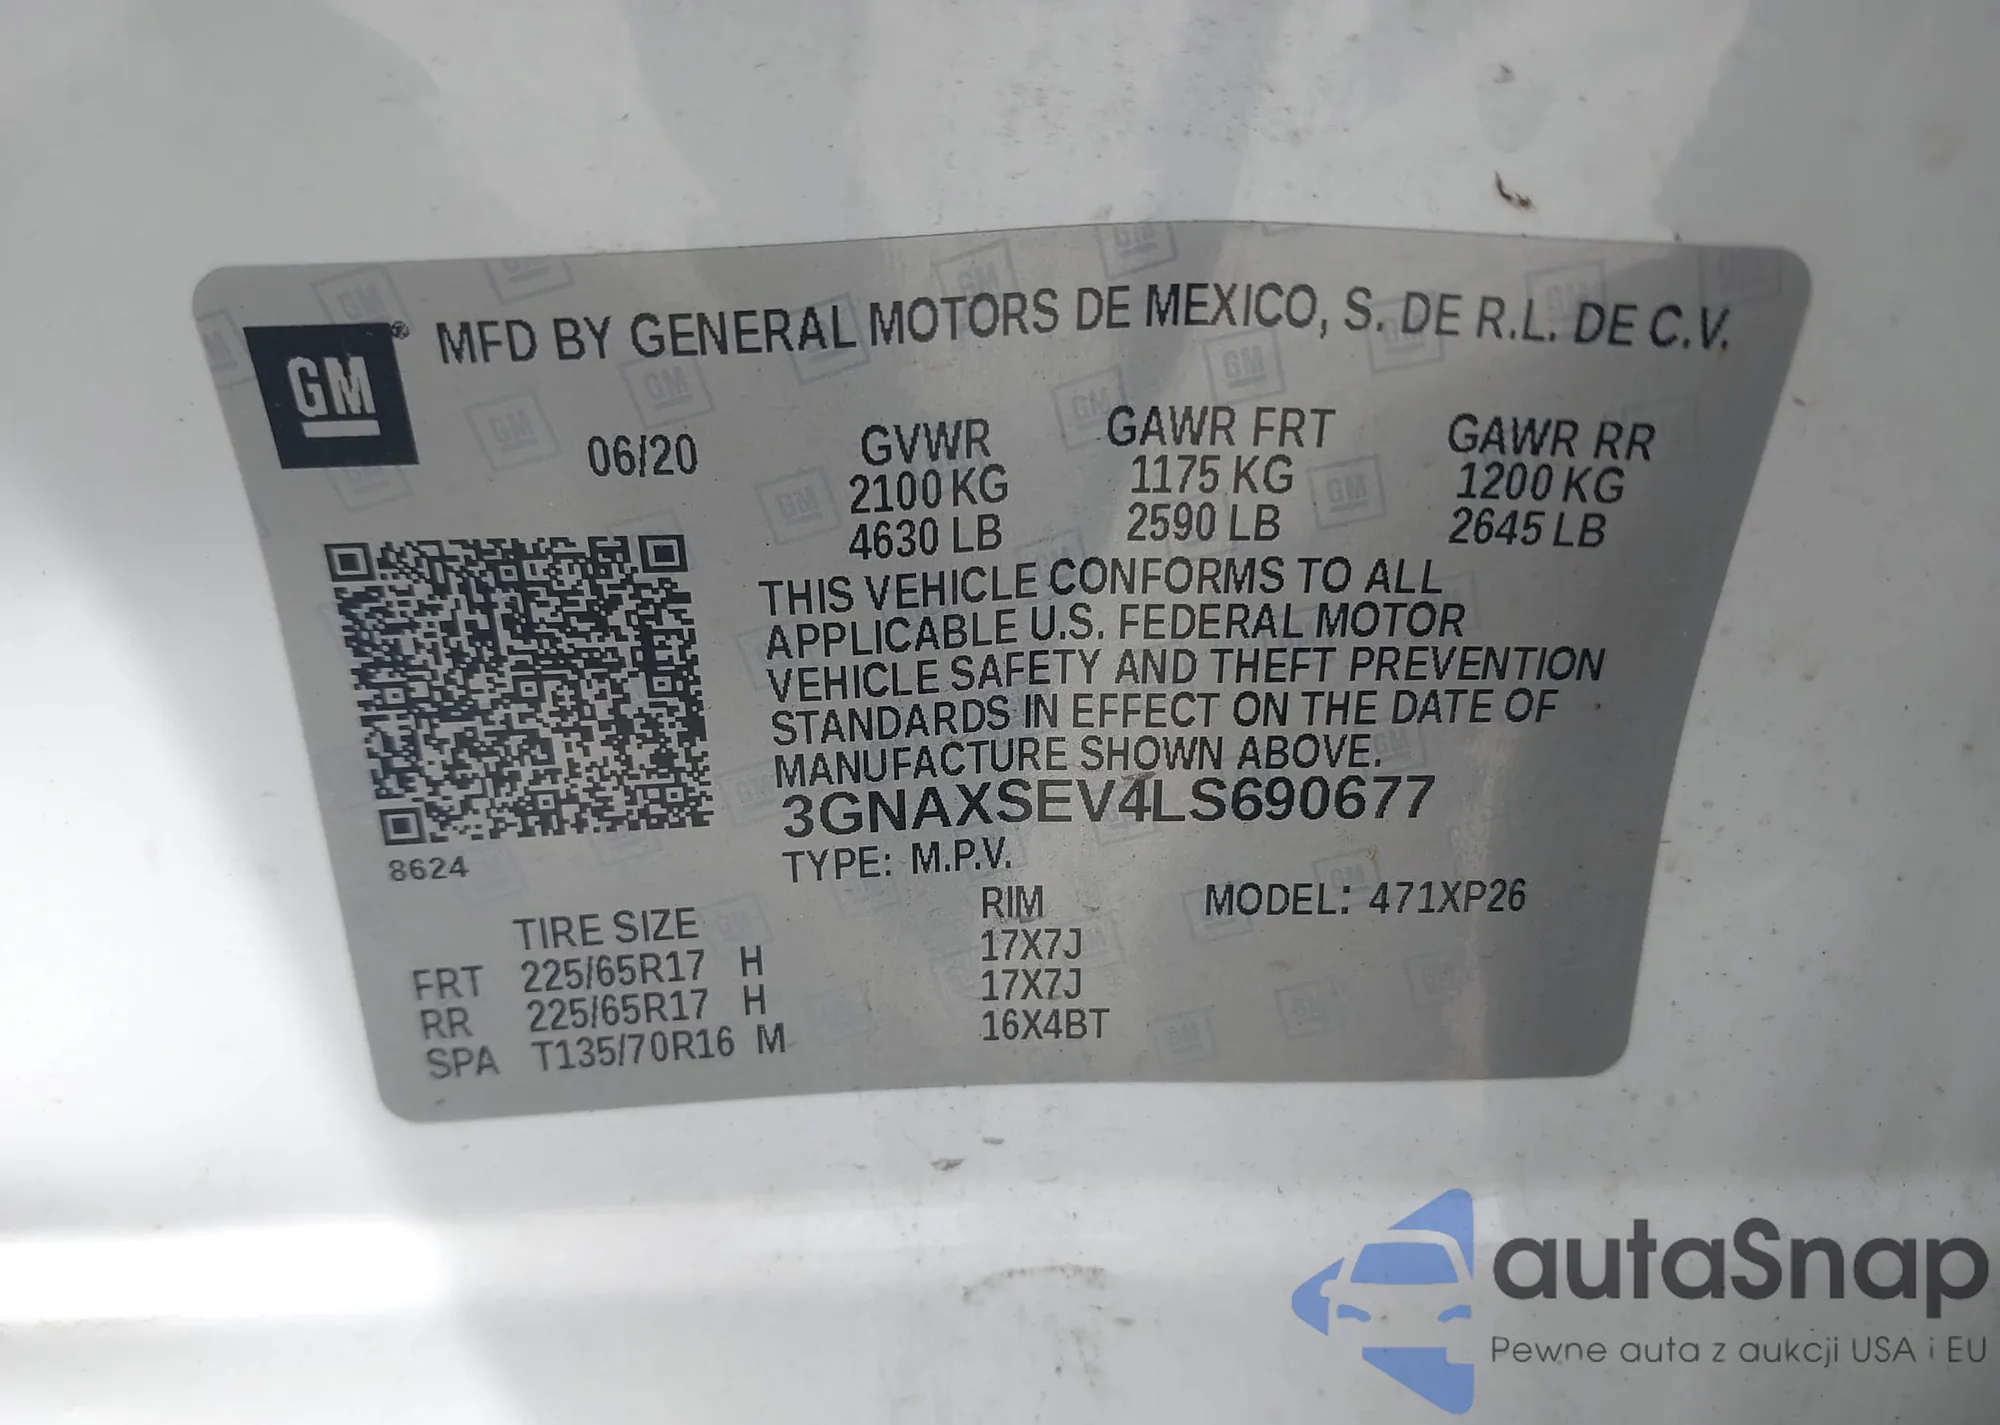 GM® MFD BY GENERAL MOTORS DE MEXICO, S. DE R.L. DE C.V.
06/20 GVWR GAWR FRT GAWR RR
2100 KG 1175 KG 1200 KG
4630 LB 2590 LB 2645 LB
THIS VEHICLE CONFORMS TO ALL
APPLICABLE U.S. FEDERAL MOTOR
VEHICLE SAFETY AND THEFT PREVENTION
STANDARDS IN EFFECT ON THE DATE OF
MANUFACTURE SHOWN ABOVE.
3GNAXSEV4LS690677
8624 TYPE: M.P.V.
TIRE SIZE RIM MODEL: 471XP26
FRT 225/65R17 H 17X7J
RR 225/65R17 H 17X7J
SPA T135/70R16 M 16X4BT
autaSnap
Pewne auta z aukcji USA i EU